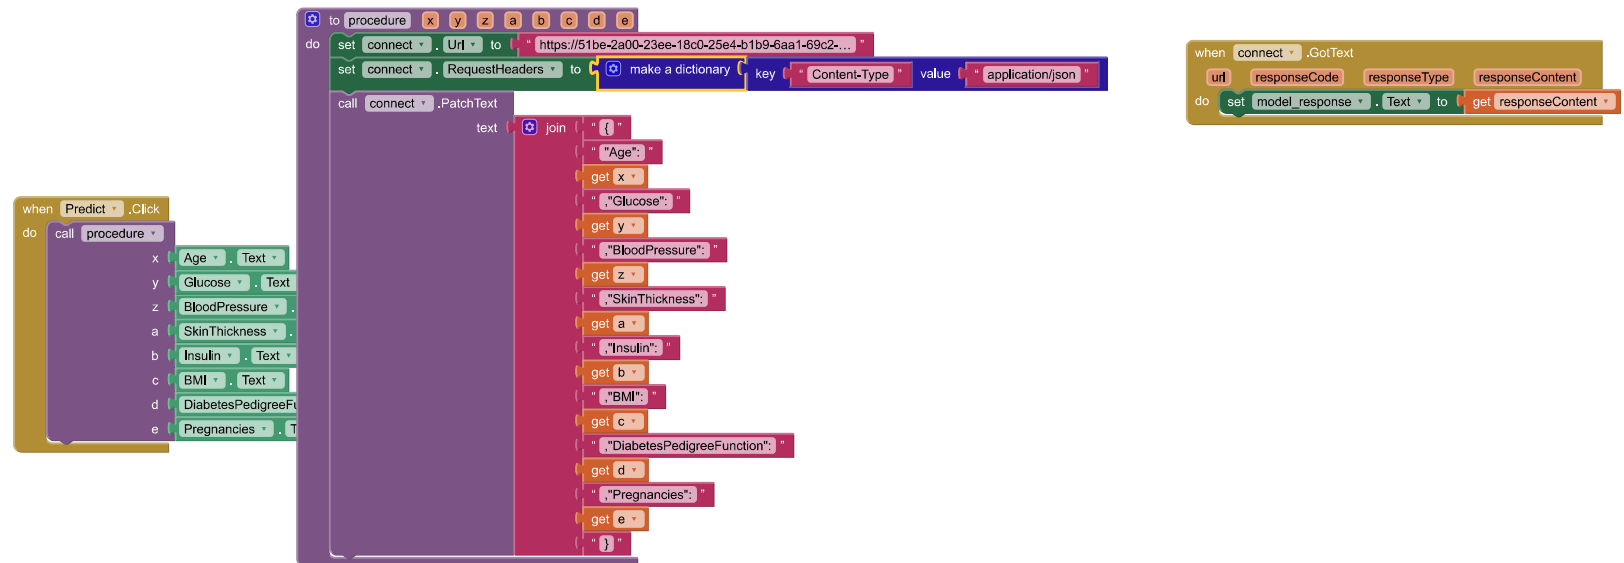 to procedure x y z a b c d e
do set connect . Url to " https://51be-2a00-23ee-18c0-25e4-b1b9-6aa1-69c2-... "
set connect . RequestHeaders to make a dictionary key " Content-Type " value " application/json "
call connect .PatchText
text join " { "
" "Age": "
get x
" ,"Glucose": "
get y
" ,"BloodPressure": "
get z
" ,"SkinThickness": "
get a
" ,"Insulin": "
get b
" ,"BMI": "
get c
" ,"DiabetesPedigreeFunction": "
get d
" ,"Pregnancies": "
get e
" } "
when Predict .Click
do call procedure
x Age . Text
y Glucose . Text
z BloodPressure .
a SkinThickness .
b Insulin . Text
c BMI . Text
d
e Pregnancies .
when connect .GotText
url responseCode responseType responseContent
do set model_response . Text to get responseContent